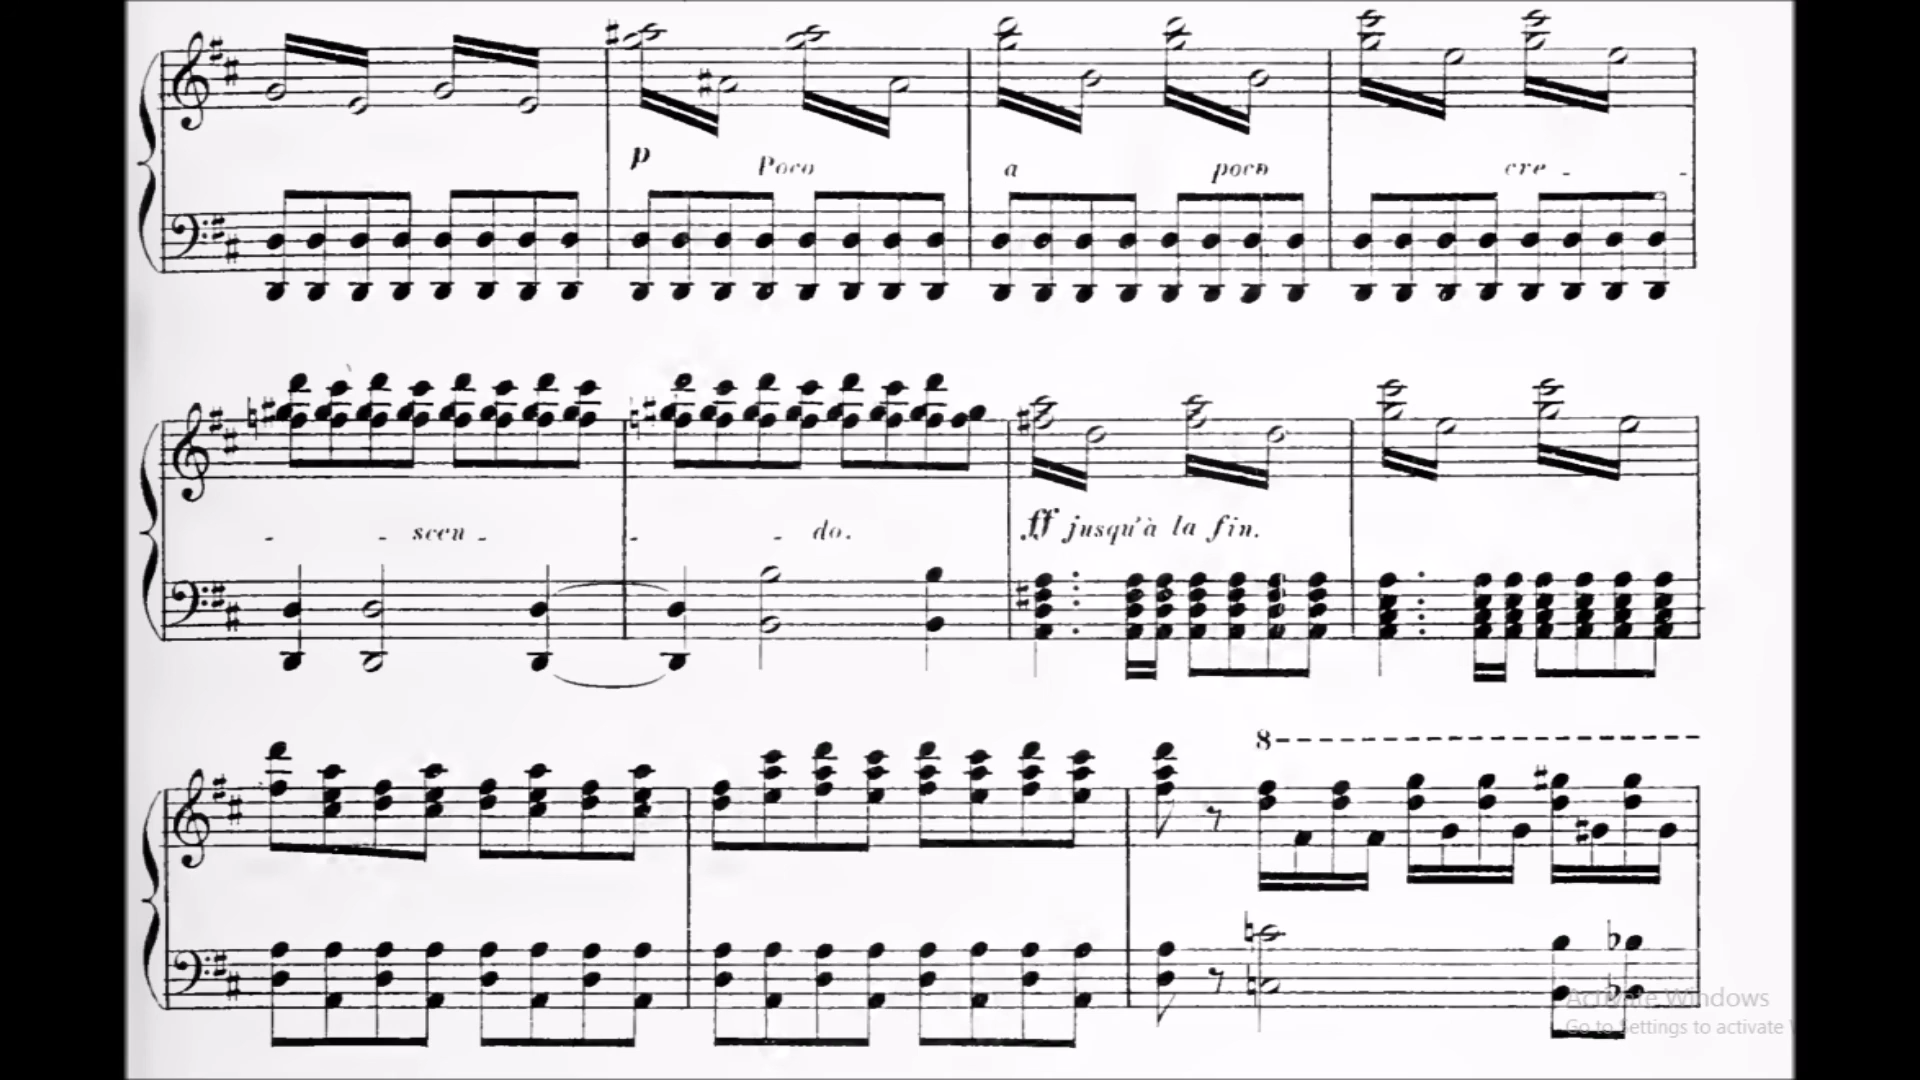 p Poco a poco cre - -
- - scen - - - do. ff jusqu'à la fin.
8
Activate Windows
Go to Settings to activate W